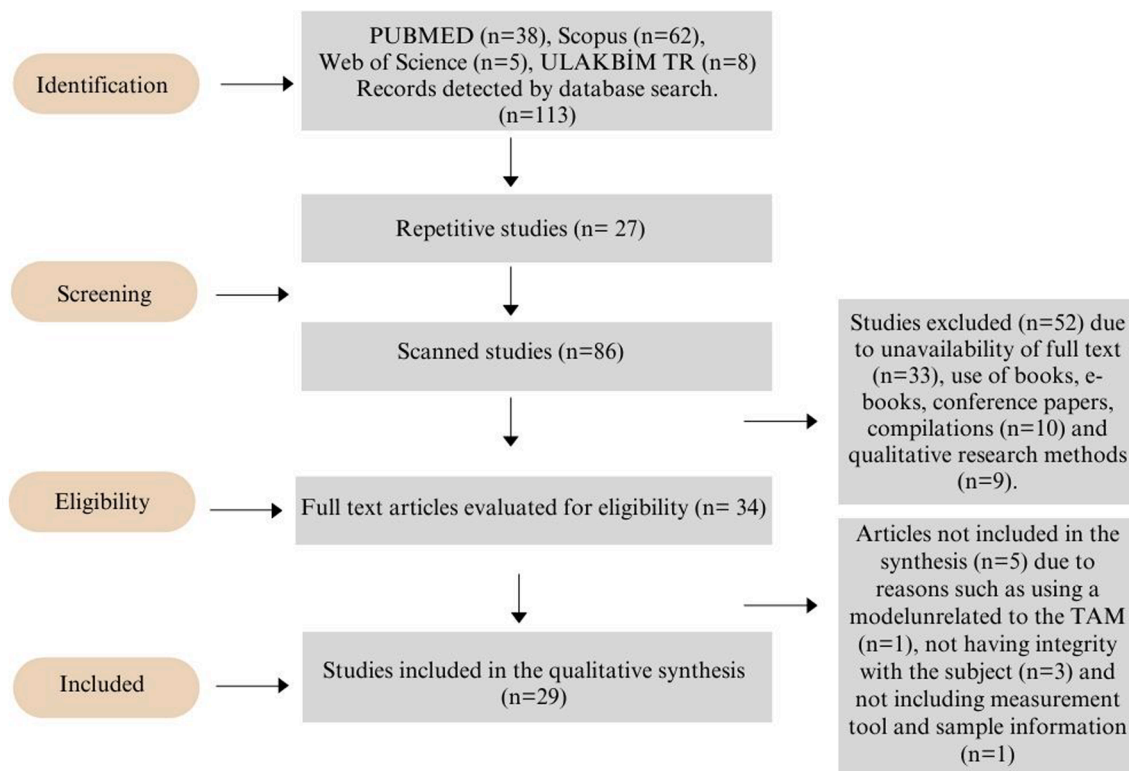 Identification
PUBMED (n=38), Scopus (n=62),
Web of Science (n=5), ULAKBİM TR (n=8)
Records detected by database search.
(n=113)
Repetitive studies (n= 27)
Screening
Scanned studies (n=86)
Studies excluded (n=52) due
to unavailability of full text
(n=33), use of books, e-
books, conference papers,
compilations (n=10) and
qualitative research methods
(n=9).
Eligibility
Full text articles evaluated for eligibility (n= 34)
Articles not included in the
synthesis (n=5) due to
reasons such as using a
modelunrelated to the TAM
(n=1), not having integrity
with the subject (n=3) and
not including measurement
tool and sample information
(n=1)
Included
Studies included in the qualitative synthesis
(n=29)